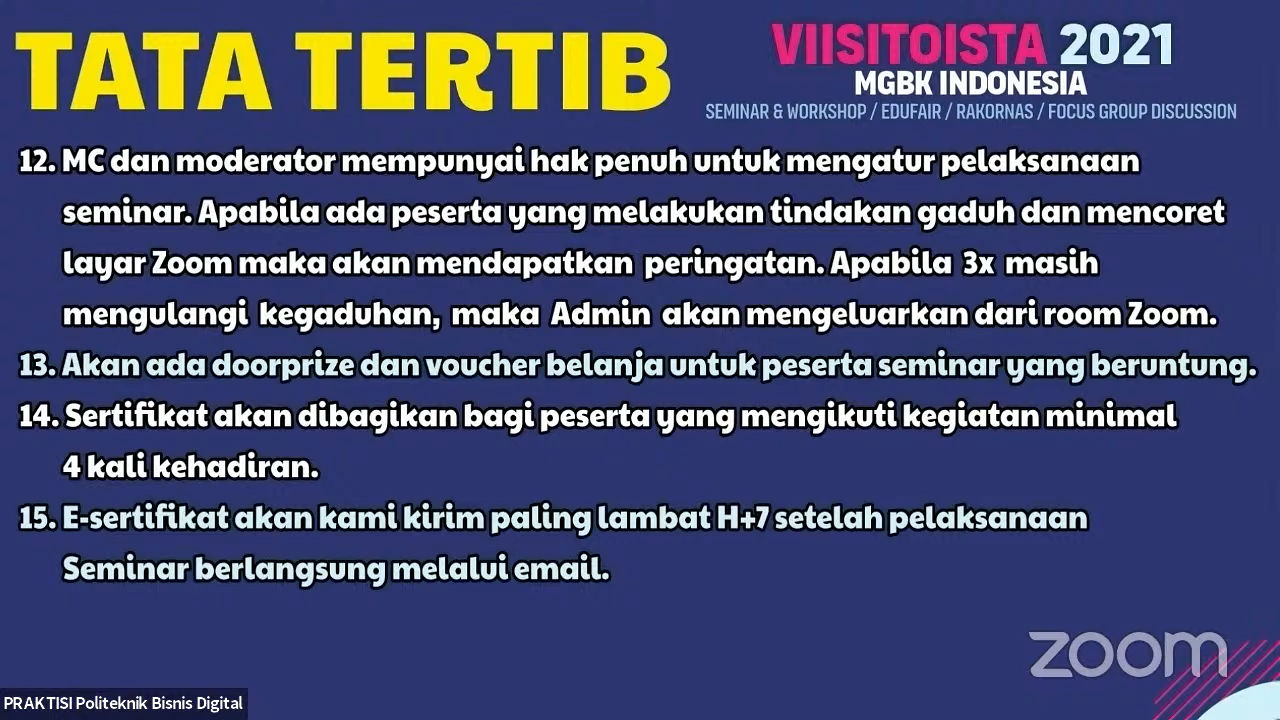 TATA TERTIB
VIISITOISTA 2021
MGBK INDONESIA
SEMINAR & WORKSHOP / EDUFAIR / RAKORNAS / FOCUS GROUP DISCUSSION
12. MC dan moderator mempunyai hak penuh untuk mengatur pelaksanaan
seminar. Apabila ada peserta yang melakukan tindakan gaduh dan mencoret
layar Zoom maka akan mendapatkan peringatan. Apabila 3x masih
mengulangi kegaduhan, maka Admin akan mengeluarkan dari room Zoom.
13. Akan ada doorprize dan voucher belanja untuk peserta seminar yang beruntung.
14. Sertifikat akan dibagikan bagi peserta yang mengikuti kegiatan minimal
4 kali kehadiran.
15. E-sertifikat akan kami kirim paling lambat H+7 setelah pelaksanaan
Seminar berlangsung melalui email.
zoom
PRAKTISI Politeknik Bisnis Digital